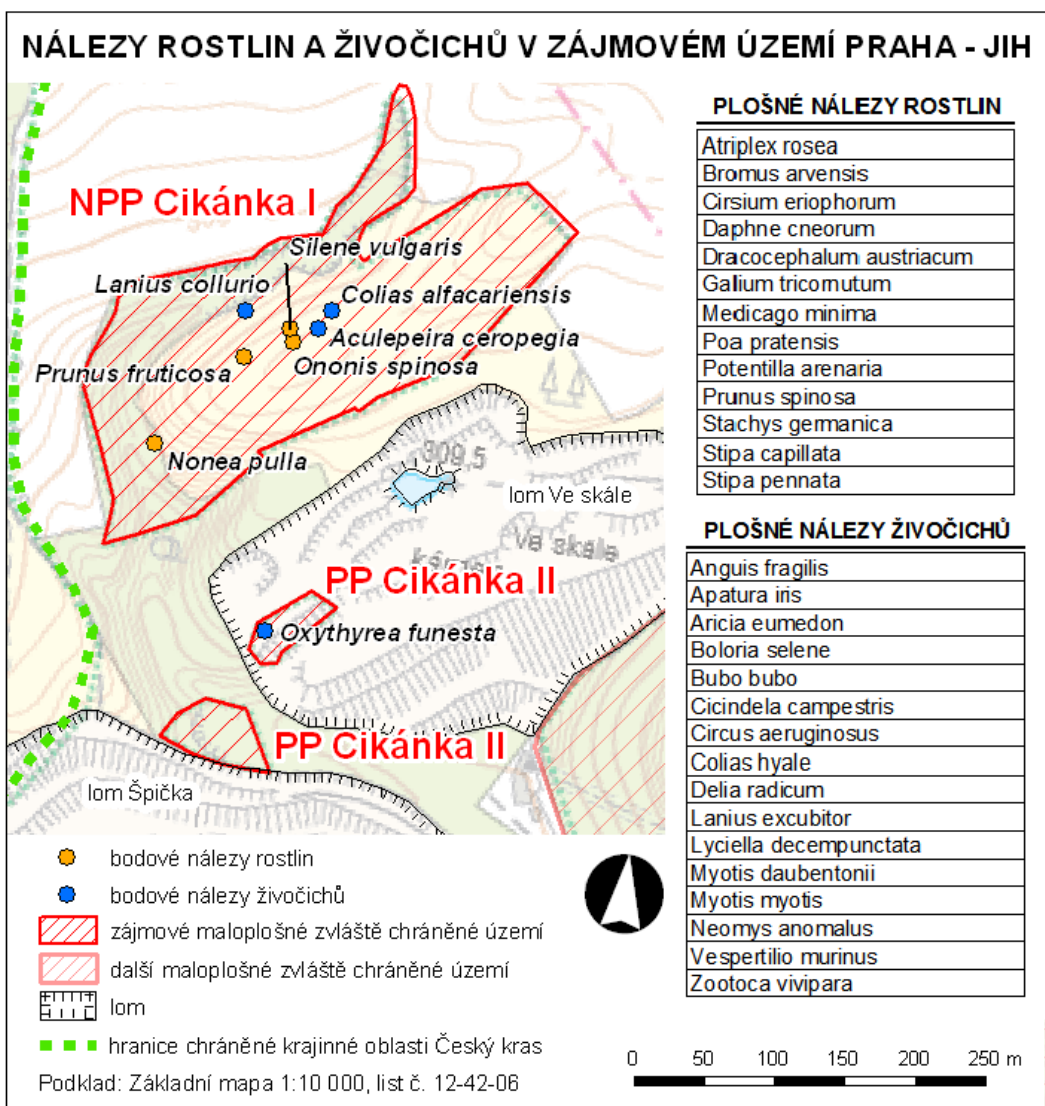 NÁLEZY ROSTLIN A ŽIVOČICHŮ V ZÁJMOVÉM ÚZEMÍ PRAHA - JIH
NPP Cikánka I
Silene vulgaris
Lanius collurio
Colias alfacariensis
Aculepeira ceropegia
Prunus fruticosa
Ononis spinosa
Nonea pulla
309,5
lom Ve skále
Ve skále
PP Cikánka II
Oxythyrea funesta
PP Cikánka II
lom Špička
PLOŠNÉ NÁLEZY ROSTLIN
Atriplex rosea
Bromus arvensis
Cirsium eriophorum
Daphne cneorum
Dracocephalum austriacum
Galium tricornutum
Medicago minima
Poa pratensis
Potentilla arenaria
Prunus spinosa
Stachys germanica
Stipa capillata
Stipa pennata
PLOŠNÉ NÁLEZY ŽIVOČICHŮ
Anguis fragilis
Apatura iris
Aricia eumedon
Boloria selene
Bubo bubo
Cicindela campestris
Circus aeruginosus
Colias hyale
Delia radicum
Lanius excubitor
Lyciella decempunctata
Myotis daubentonii
Myotis myotis
Neomys anomalus
Vespertilio murinus
Zootoca vivipara
bodové nálezy rostlin
bodové nálezy živočichů
zájmové maloplošné zvláště chráněné území
další maloplošné zvláště chráněné území
lom
hranice chráněné krajinné oblasti Český kras
Podklad: Základní mapa 1:10 000, list č. 12-42-06
0 50 100 150 200 250 m